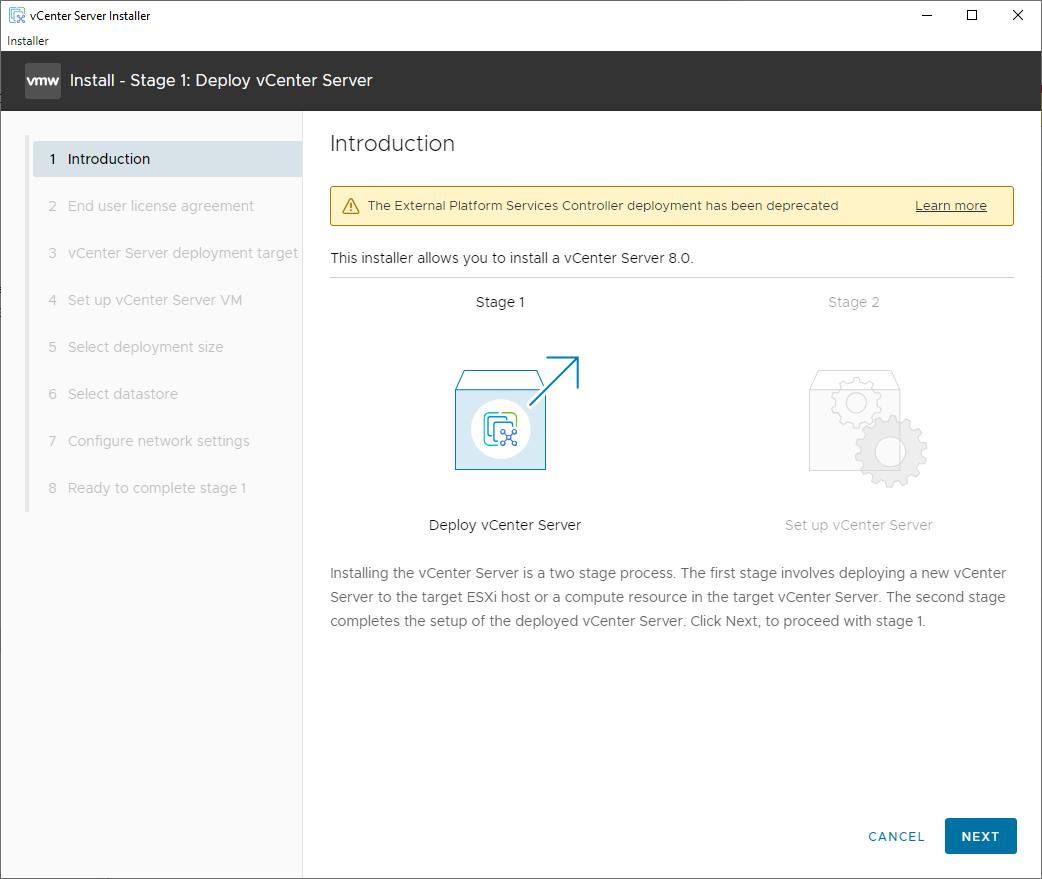 vCenter Server Installer
Installer
vmw Install - Stage 1: Deploy vCenter Server
1 Introduction
2 End user license agreement
3 vCenter Server deployment target
4 Set up vCenter Server VM
5 Select deployment size
6 Select datastore
7 Configure network settings
8 Ready to complete stage 1
Introduction
The External Platform Services Controller deployment has been deprecated Learn more
This installer allows you to install a vCenter Server 8.0.
Stage 1 Stage 2
Deploy vCenter Server Set up vCenter Server
Installing the vCenter Server is a two stage process. The first stage involves deploying a new vCenter
Server to the target ESXi host or a compute resource in the target vCenter Server. The second stage
completes the setup of the deployed vCenter Server. Click Next, to proceed with stage 1.
CANCEL NEXT